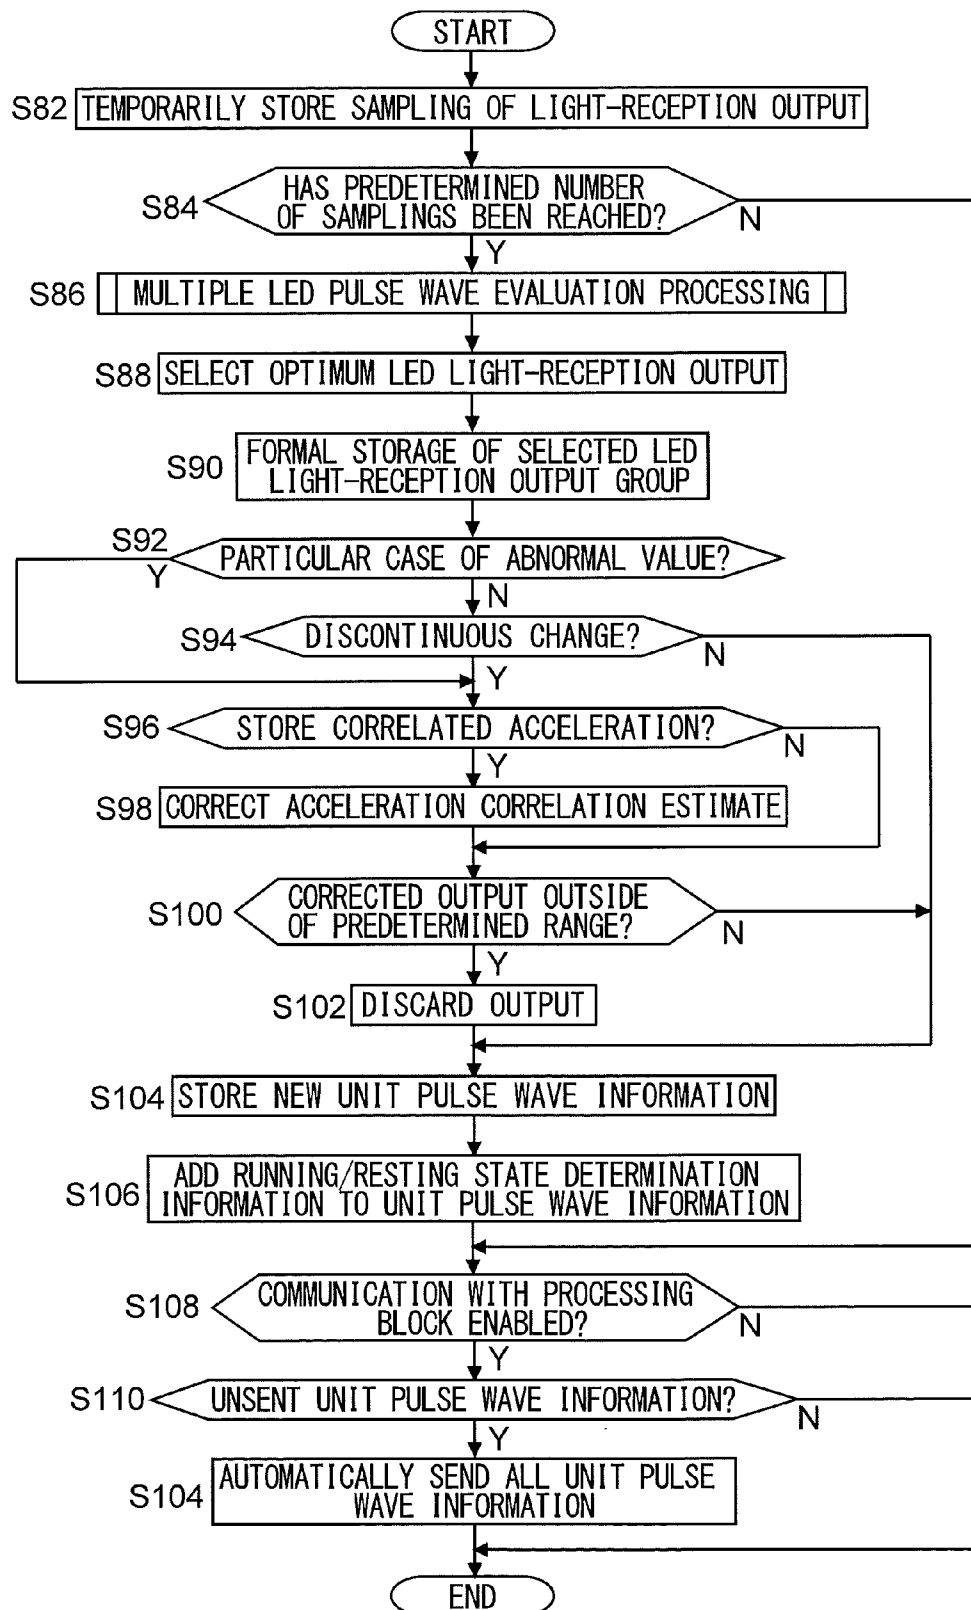 START
S82
TEMPORARILY STORE SAMPLING OF LIGHT-RECEPTION OUTPUT
S84
HAS PREDETERMINED NUMBER
OF SAMPLINGS BEEN REACHED?
N
Y
S86
MULTIPLE LED PULSE WAVE EVALUATION PROCESSING
S88
SELECT OPTIMUM LED LIGHT-RECEPTION OUTPUT
S90
FORMAL STORAGE OF SELECTED LED
LIGHT-RECEPTION OUTPUT GROUP
S92
PARTICULAR CASE OF ABNORMAL VALUE?
Y
N
S94
DISCONTINUOUS CHANGE?
N
Y
S96
STORE CORRELATED ACCELERATION?
N
Y
S98
CORRECT ACCELERATION CORRELATION ESTIMATE
S100
CORRECTED OUTPUT OUTSIDE
OF PREDETERMINED RANGE?
N
Y
S102
DISCARD OUTPUT
S104
STORE NEW UNIT PULSE WAVE INFORMATION
S106
ADD RUNNING/RESTING STATE DETERMINATION
INFORMATION TO UNIT PULSE WAVE INFORMATION
S108
COMMUNICATION WITH PROCESSING
BLOCK ENABLED?
N
Y
S110
UNSENT UNIT PULSE WAVE INFORMATION?
N
Y
S104
AUTOMATICALLY SEND ALL UNIT PULSE
WAVE INFORMATION
END